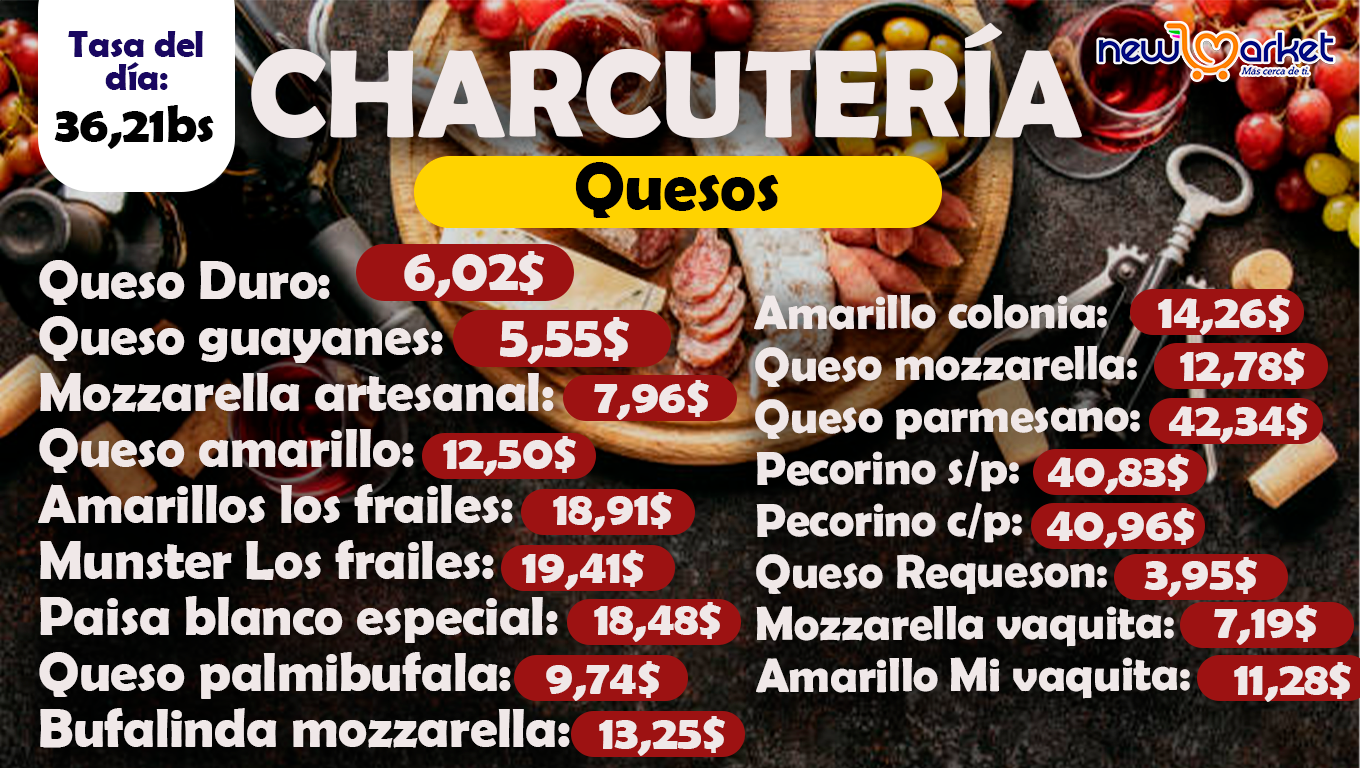 Tasa del
día:
36,21bs
CHARCUTERÍA
new market
Más cerca de ti.
Quesos
Queso Duro: 6,02$
Queso guayanes: 5,55$
Mozzarella artesanal: 7,96$
Queso amarillo: 12,50$
Amarillos los frailes: 18,91$
Munster Los frailes: 19,41$
Paisa blanco especial: 18,48$
Queso palmibufala: 9,74$
Bufalinda mozzarella: 13,25$
Amarillo colonia: 14,26$
Queso mozzarella: 12,78$
Queso parmesano: 42,34$
Pecorino s/p: 40,83$
Pecorino c/p: 40,96$
Queso Requeson: 3,95$
Mozzarella vaquita: 7,19$
Amarillo Mi vaquita: 11,28$